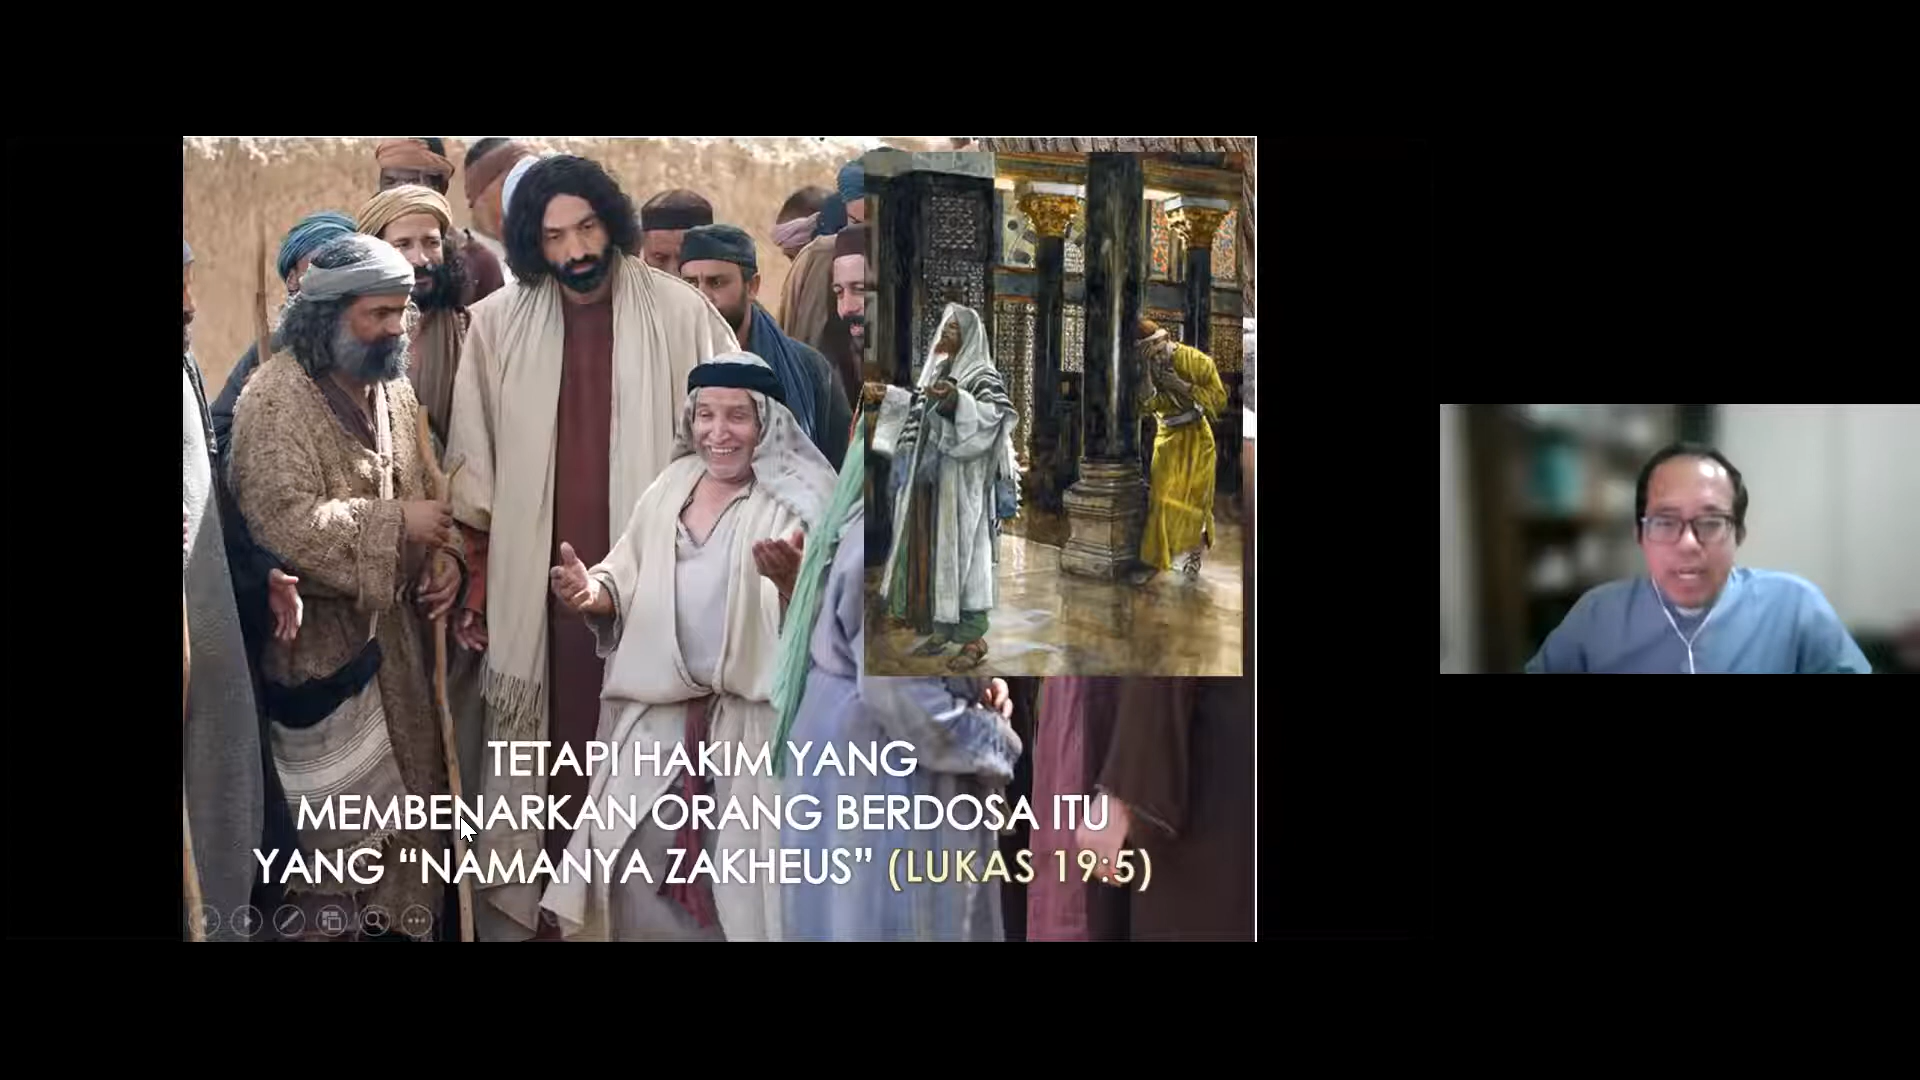 TETAPI HAKIM YANG
MEMBENARKAN ORANG BERDOSA ITU
YANG “NAMANYA ZAKHEUS” (LUKAS 19:5)